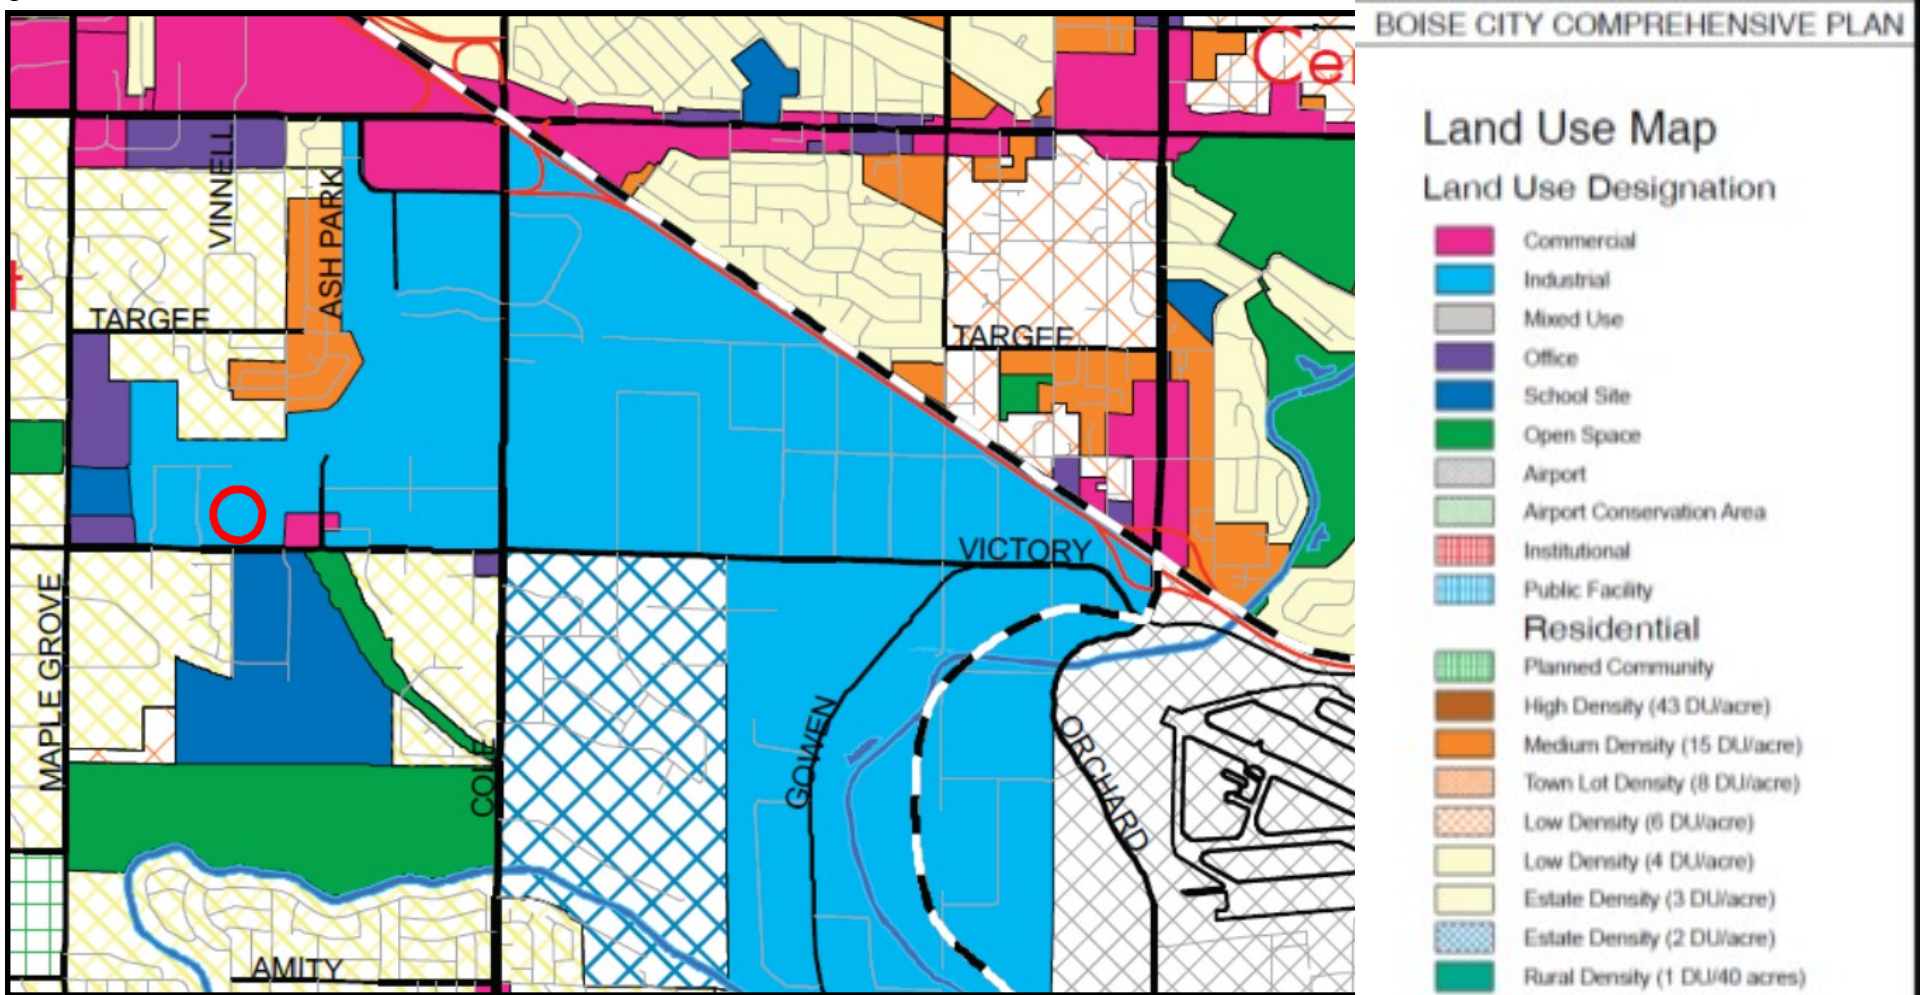 BOISE CITY COMPREHENSIVE PLAN
Ce
VINNELL
ASH PARK
TARGEE
TARGEE
VICTORY
MAPLE GROVE
COLE
GOWEN
ORCHARD
AMITY
Land Use Map
Land Use Designation
Commercial
Industrial
Mixed Use
Office
School Site
Open Space
Airport
Airport Conservation Area
Institutional
Public Facility
Residential
Planned Community
High Density (43 DU/acre)
Medium Density (15 DU/acre)
Town Lot Density (8 DU/acre)
Low Density (6 DU/acre)
Low Density (4 DU/acre)
Estate Density (3 DU/acre)
Estate Density (2 DU/acre)
Rural Density (1 DU/40 acres)